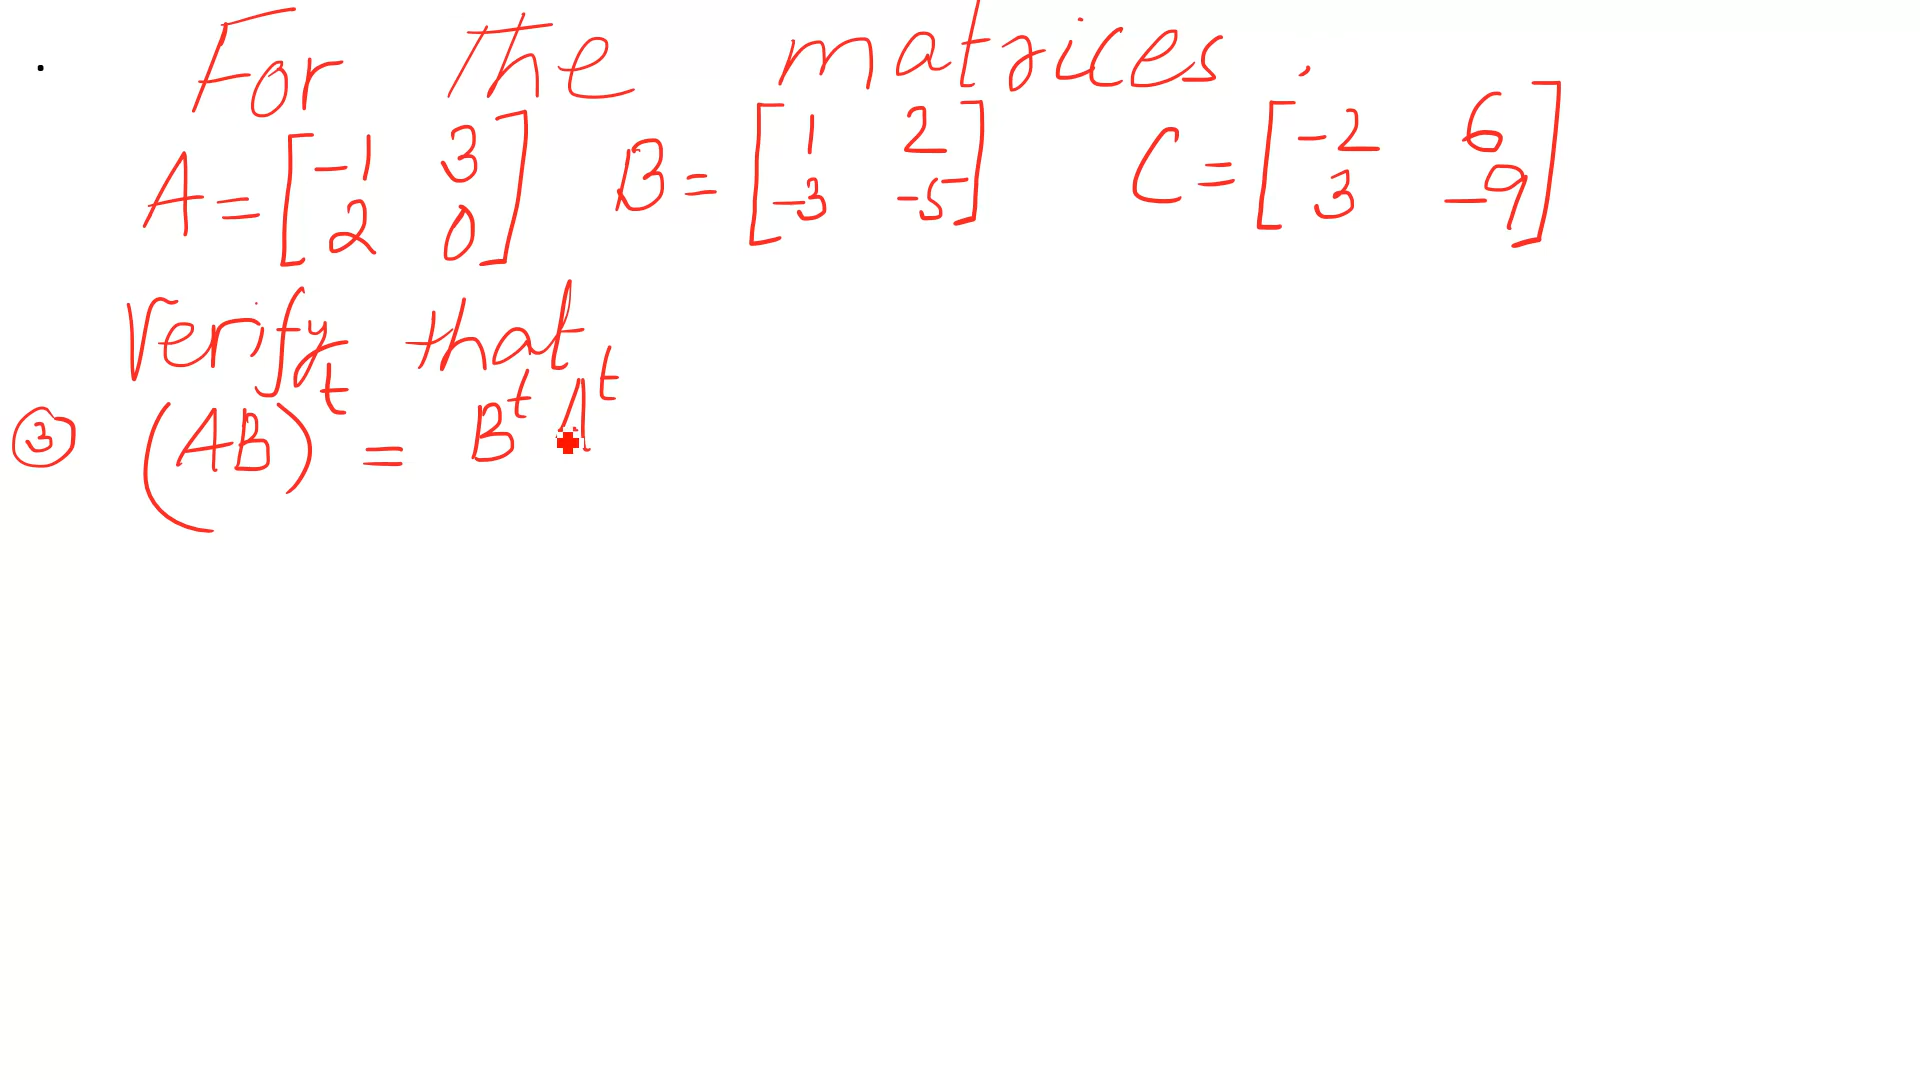 For the matrices.
A = [-1 3 2 0] B = [1 2 -3 -5] C = [-2 6 3 -9]
Verify that
③ (AB)^t = B^t A^t